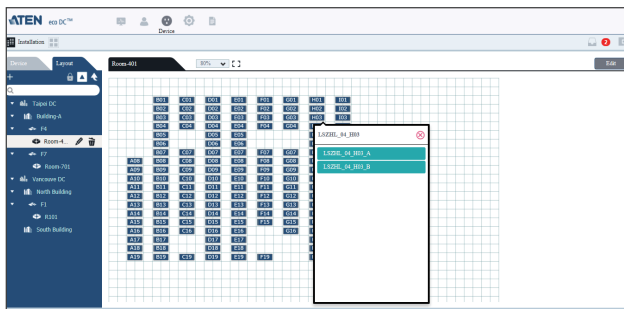 ATEN eco DC™
Device
Installation
2
Device Layout
Room-401
80%
Edit
Taipei DC
Building-A
F4
Room-4...
F7
Room-701
Vancouve DC
North Building
F1
R101
South Building
B01 C01 D01 E01 F01 G01 H01 I01
B02 C02 D02 E02 F02 G02 H02 I02
B03 C03 D03 E03 F03 G03 H03 I03
B04 C04 D04 E04 F04 G04
B05 D05 E05
B06 D06 E06
B07 C07 D07 E07 F07 G07
A08 B08 C08 D08 E08 F08 G08
A09 B09 C09 D09 E09 F09 G09
A10 B10 C10 D10 E10 F10 G10
A11 B11 C11 D11 E11 F11 G11
A12 B12 C12 D12 E12 F12 G12
A13 B13 C13 D13 E13 F13 G13
A14 B14 C14 D14 E14 F14 G14
A15 B15 C15 D15 E15 F15 G15
A16 B16 C16 D16 E16 G16
A17 B17 D17 E17
A18 B18 D18 E18
A19 B19 C19 D19 E19 F19 G19
LSZHL_04_H03
LSZHL_04_H03_A
LSZHL_04_H03_B